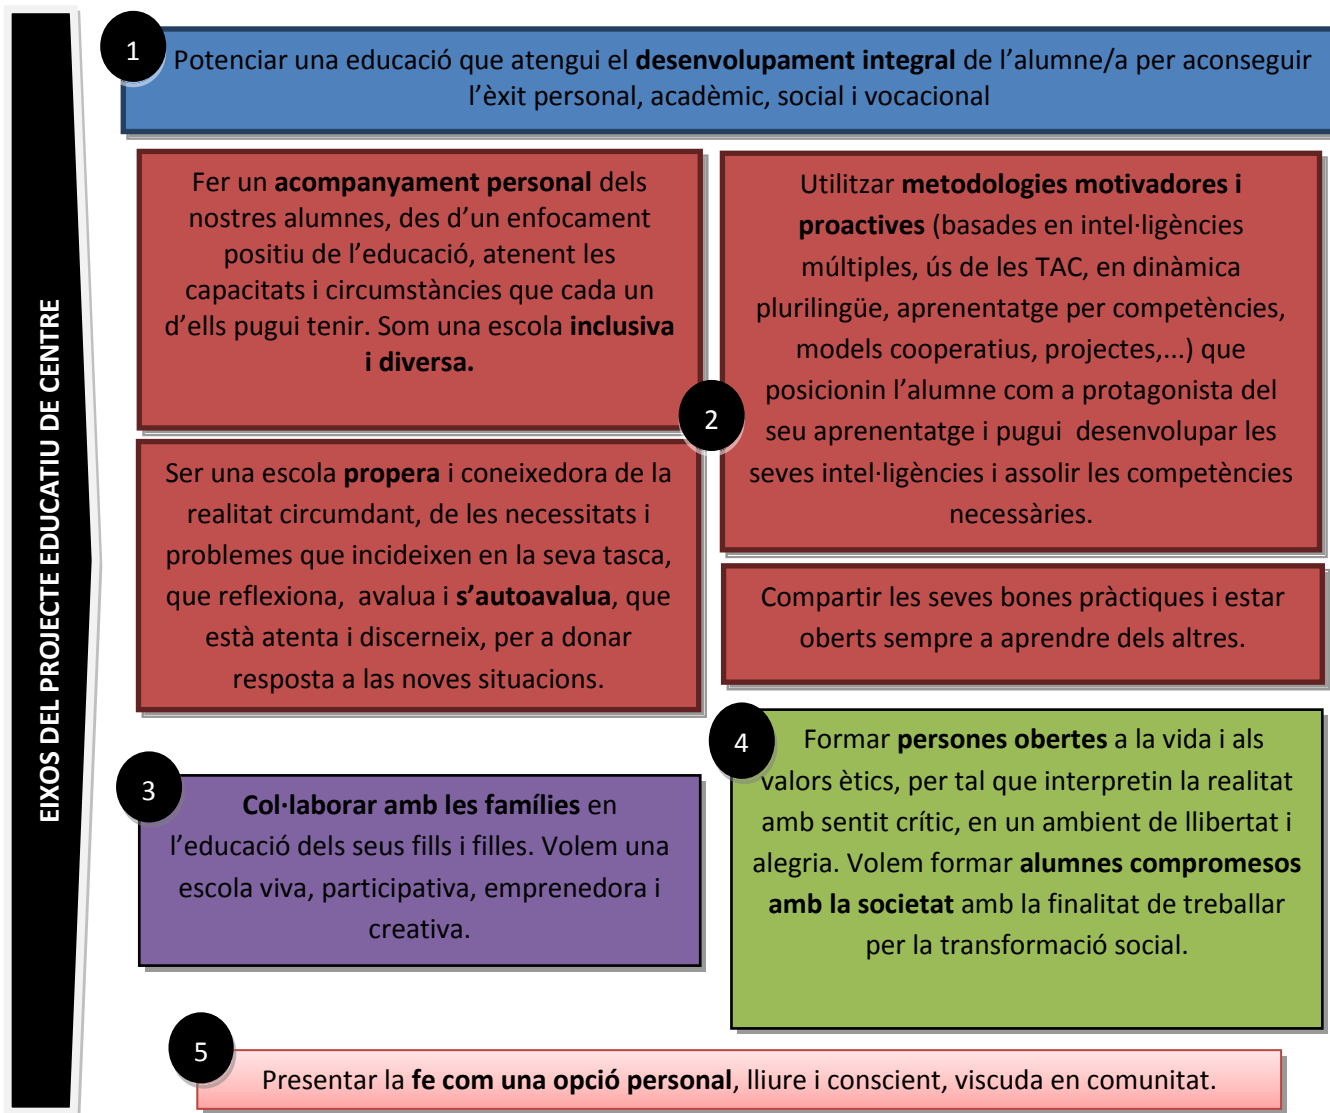 EIXOS DEL PROJECTE EDUCATIU DE CENTRE
1
Potenciar una educació que atengui el desenvolupament integral de l’alumne/a per aconseguir
l’èxit personal, acadèmic, social i vocacional
Fer un acompanyament personal dels
nostres alumnes, des d’un enfocament
positiu de l’educació, atenent les
capacitats i circumstàncies que cada un
d’ells pugui tenir. Som una escola inclusiva
i diversa.
2
Utilitzar metodologies motivadores i
proactives (basades en intel·ligències
múltiples, ús de les TAC, en dinàmica
plurilingüe, aprenentatge per competències,
models cooperatius, projectes,...) que
posicionin l’alumne com a protagonista del
seu aprenentatge i pugui  desenvolupar les
seves intel·ligències i assolir les competències
necessàries.
Ser una escola propera i coneixedora de la
realitat circumdant, de les necessitats i
problemes que incideixen en la seva tasca,
que reflexiona,  avalua i s’autoavalua, que
està atenta i discerneix, per a donar
resposta a las noves situacions.
Compartir les seves bones pràctiques i estar
oberts sempre a aprendre dels altres.
3
Col·laborar amb les famílies en
l’educació dels seus fills i filles. Volem una
escola viva, participativa, emprenedora i
creativa.
4
Formar persones obertes a la vida i als
valors ètics, per tal que interpretin la realitat
amb sentit crític, en un ambient de llibertat i
alegria. Volem formar alumnes compromesos
amb la societat amb la finalitat de treballar
per la transformació social.
5
Presentar la fe com una opció personal, lliure i conscient, viscuda en comunitat.